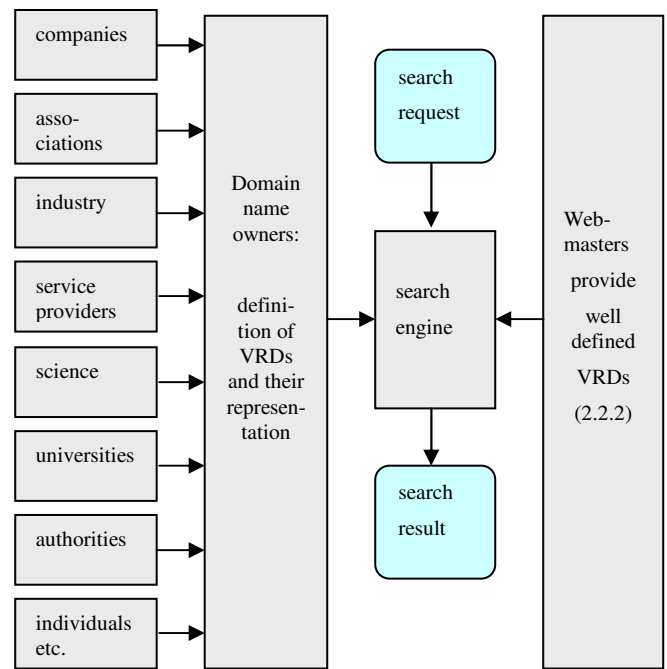 companies
asso-
ciations
industry
service
providers
science
universities
authorities
individuals
etc.
Domain
name
owners:
defini-
tion of
VRDs
and their
represen-
tation
search
request
search
engine
search
result
Web-
masters
provide
well
defined
VRDs
(2.2.2)